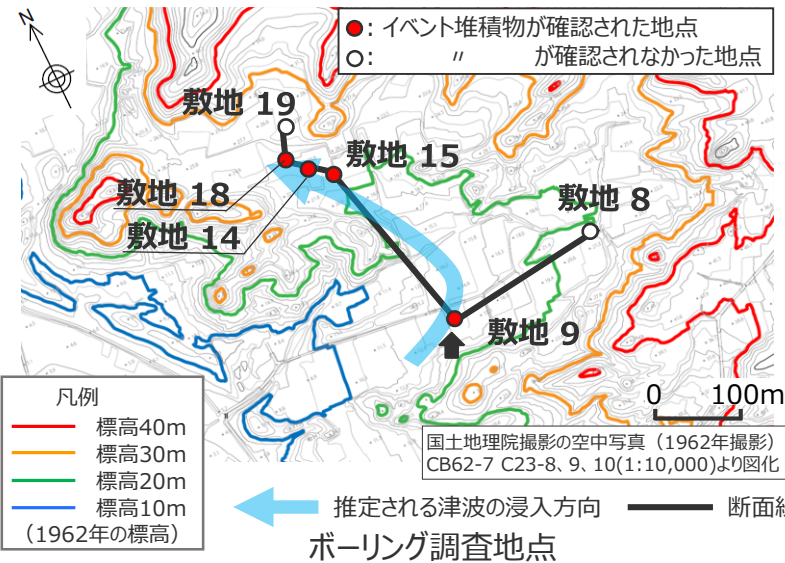 N
●: イベント堆積物が確認された地点
○: 〃 が確認されなかった地点
敷地 19
敷地 15
敷地 18
敷地 8
敷地 14
敷地 9
0 100m
凡例
標高40m
標高30m
標高20m
標高10m
(1962年の標高)
国土地理院撮影の空中写真（1962年撮影）
CB62-7 C23-8、9、10(1:10,000)より図化
推定される津波の浸入方向
断面線
ボーリング調査地点